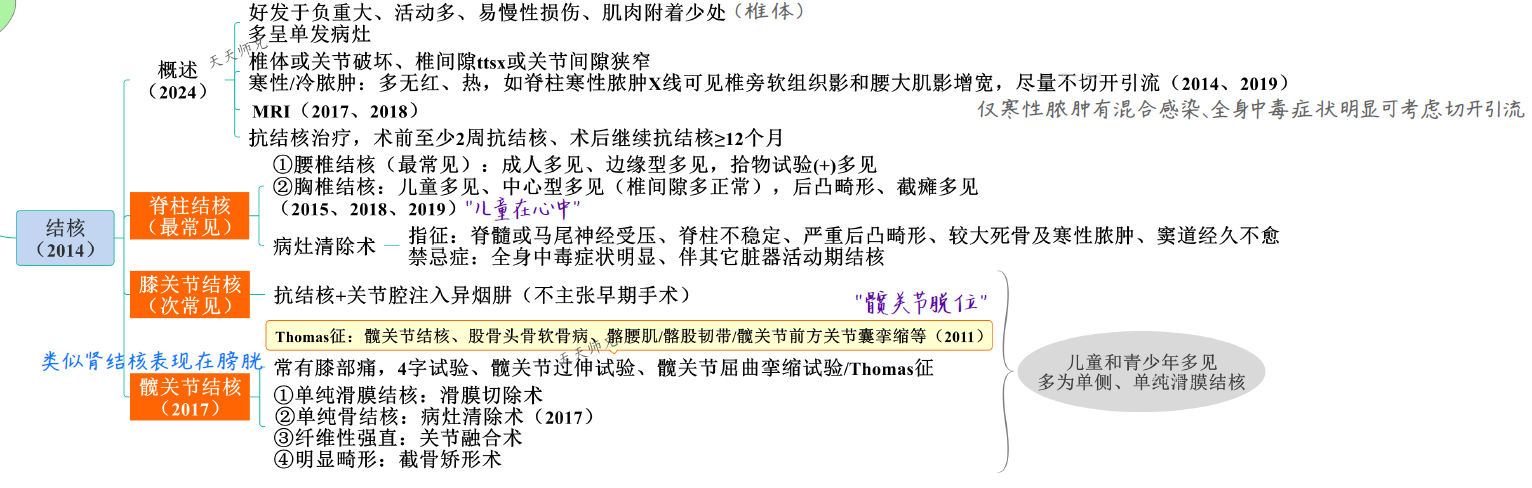 好发于负重大、活动多、易慢性损伤、肌肉附着少处（椎体）
多呈单发病灶
天天师兄
椎体或关节破坏、椎间隙ttsx或关节间隙狭窄
概述
（2024）
寒性/冷脓肿：多无红、热，如脊柱寒性脓肿X线可见椎旁软组织影和腰大肌影增宽，尽量不切开引流（2014、2019）
MRI（2017、2018）
仅寒性脓肿有混合感染、全身中毒症状明显可考虑切开引流
抗结核治疗，术前至少2周抗结核、术后继续抗结核≥12个月
①腰椎结核（最常见）：成人多见、边缘型多见，拾物试验(+)多见
②胸椎结核：儿童多见、中心型多见（椎间隙多正常），后凸畸形、截瘫多见
（2015、2018、2019）"儿童在心中"
脊柱结核
（最常见）
结核
（2014）
病灶清除术
指征：脊髓或马尾神经受压、脊柱不稳定、严重后凸畸形、较大死骨及寒性脓肿、窦道经久不愈
禁忌症：全身中毒症状明显、伴其它脏器活动期结核
膝关节结核
（次常见）
抗结核+关节腔注入异烟肼（不主张早期手术）
"髋关节脱位"
Thomas征：髋关节结核、股骨头骨软骨病、髂腰肌/髂股韧带/髋关节前方关节囊挛缩等（2011）
天天师兄
类似肾结核表现在膀胱
常有膝部痛，4字试验、髋关节过伸试验、髋关节屈曲挛缩试验/Thomas征
髋关节结核
（2017）
①单纯滑膜结核：滑膜切除术
②单纯骨结核：病灶清除术（2017）
③纤维性强直：关节融合术
④明显畸形：截骨矫形术
儿童和青少年多见
多为单侧、单纯滑膜结核